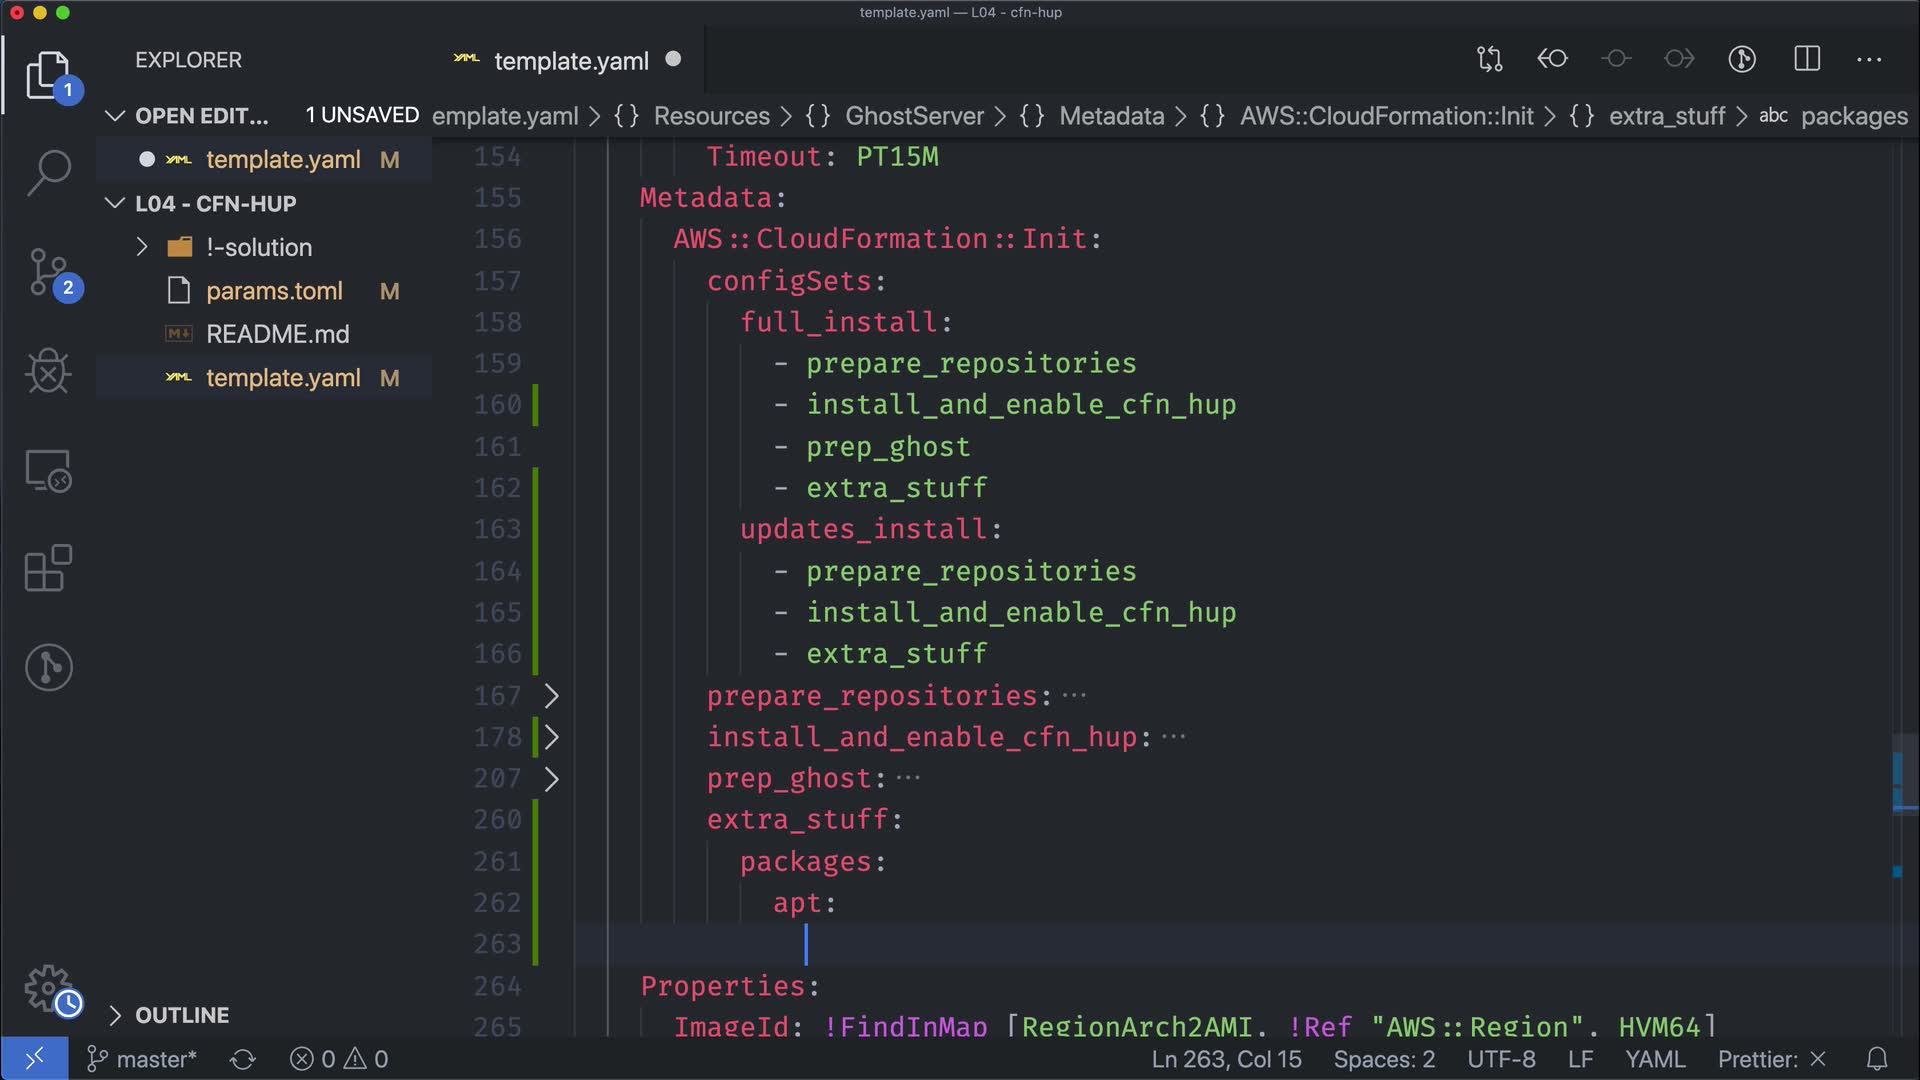 template.yaml — L04 - cfn-hup
EXPLORER
template.yaml
1
OPEN EDIT... 1 UNSAVED
emplate.yaml > {} Resources > {} GhostServer > {} Metadata > {} AWS::CloudFormation::Init > {} extra_stuff > abc packages
template.yaml M
L04 - CFN-HUP
!-solution
params.toml M
README.md
template.yaml M
2
154 Timeout: PT15M
155 Metadata:
156 AWS::CloudFormation::Init:
157 configSets:
158 full_install:
159 - prepare_repositories
160 - install_and_enable_cfn_hup
161 - prep_ghost
162 - extra_stuff
163 updates_install:
164 - prepare_repositories
165 - install_and_enable_cfn_hup
166 - extra_stuff
167 prepare_repositories: ...
178 install_and_enable_cfn_hup: ...
207 prep_ghost: ...
260 extra_stuff:
261 packages:
262 apt:
263
264 Properties:
265 ImageId: !FindInMap [RegionArch2AMI, !Ref "AWS::Region", HVM64]
OUTLINE
master* 0 0 Ln 263, Col 15 Spaces: 2 UTF-8 LF YAML Prettier: ×